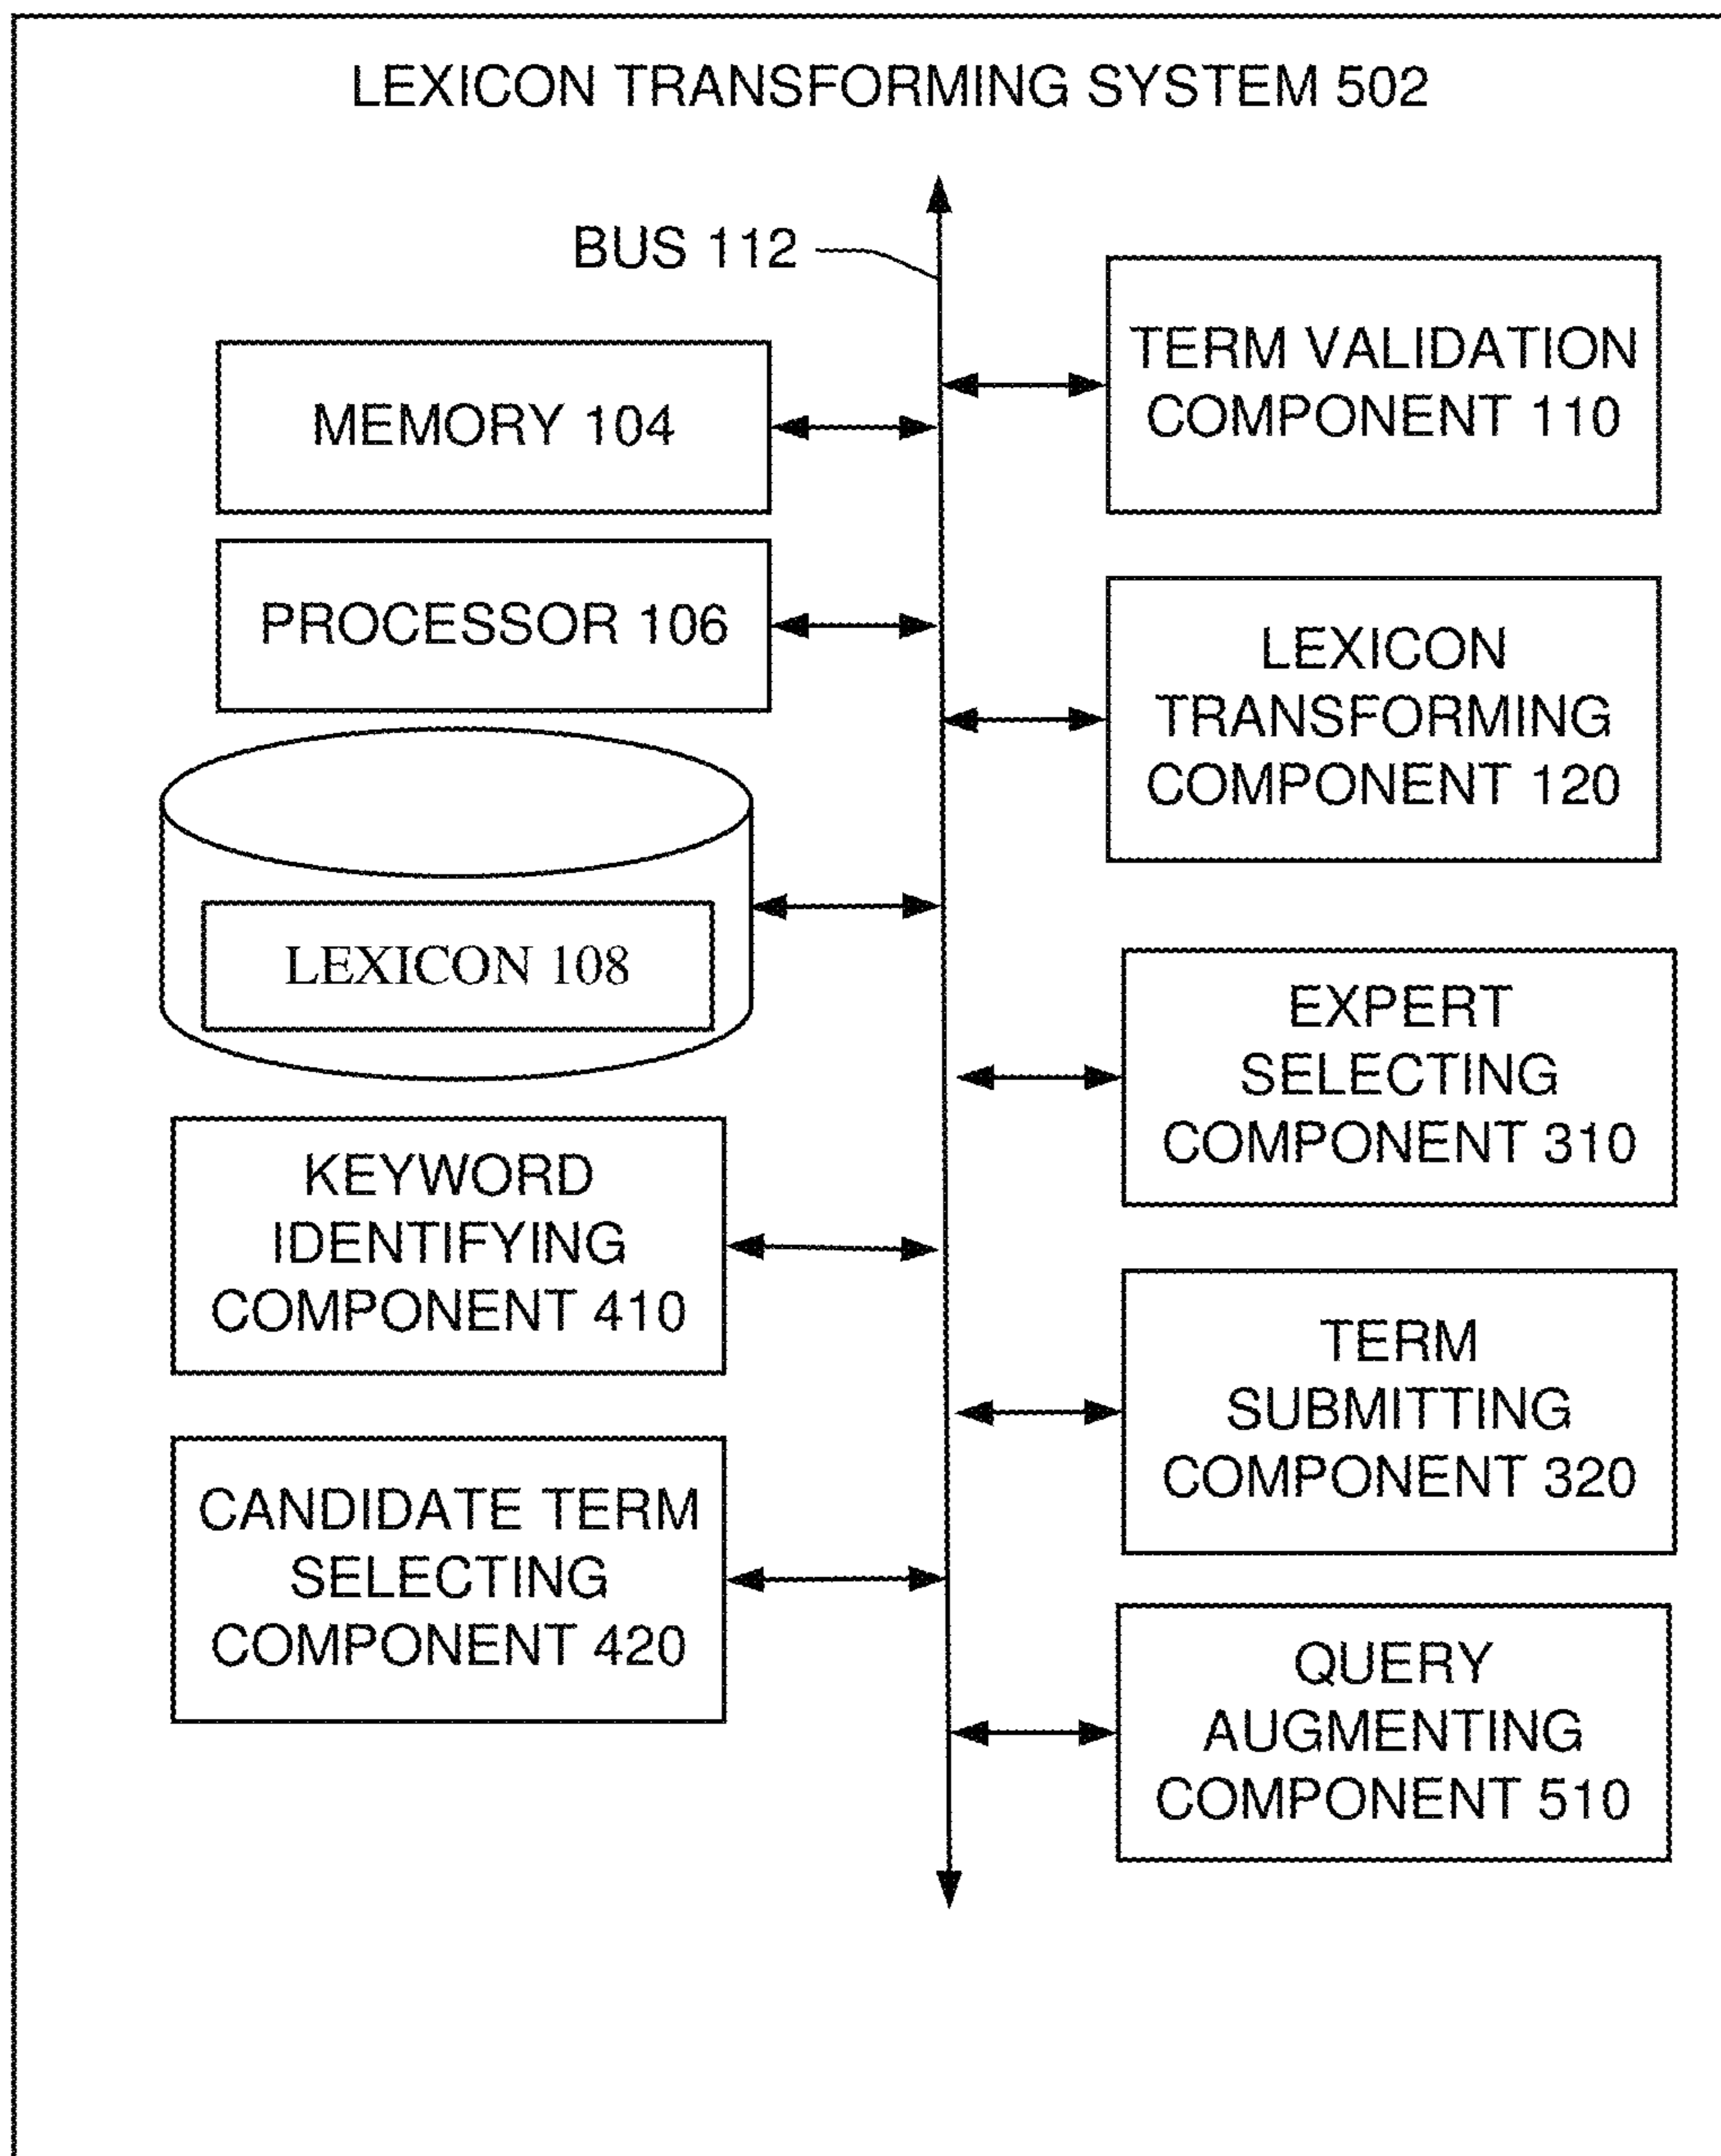 LEXICON TRANSFORMING SYSTEM 502
BUS 112
MEMORY 104
PROCESSOR 106
LEXICON 108
KEYWORD
IDENTIFYING
COMPONENT 410
CANDIDATE TERM
SELECTING
COMPONENT 420
TERM VALIDATION
COMPONENT 110
LEXICON
TRANSFORMING
COMPONENT 120
EXPERT
SELECTING
COMPONENT 310
TERM
SUBMITTING
COMPONENT 320
QUERY
AUGMENTING
COMPONENT 510